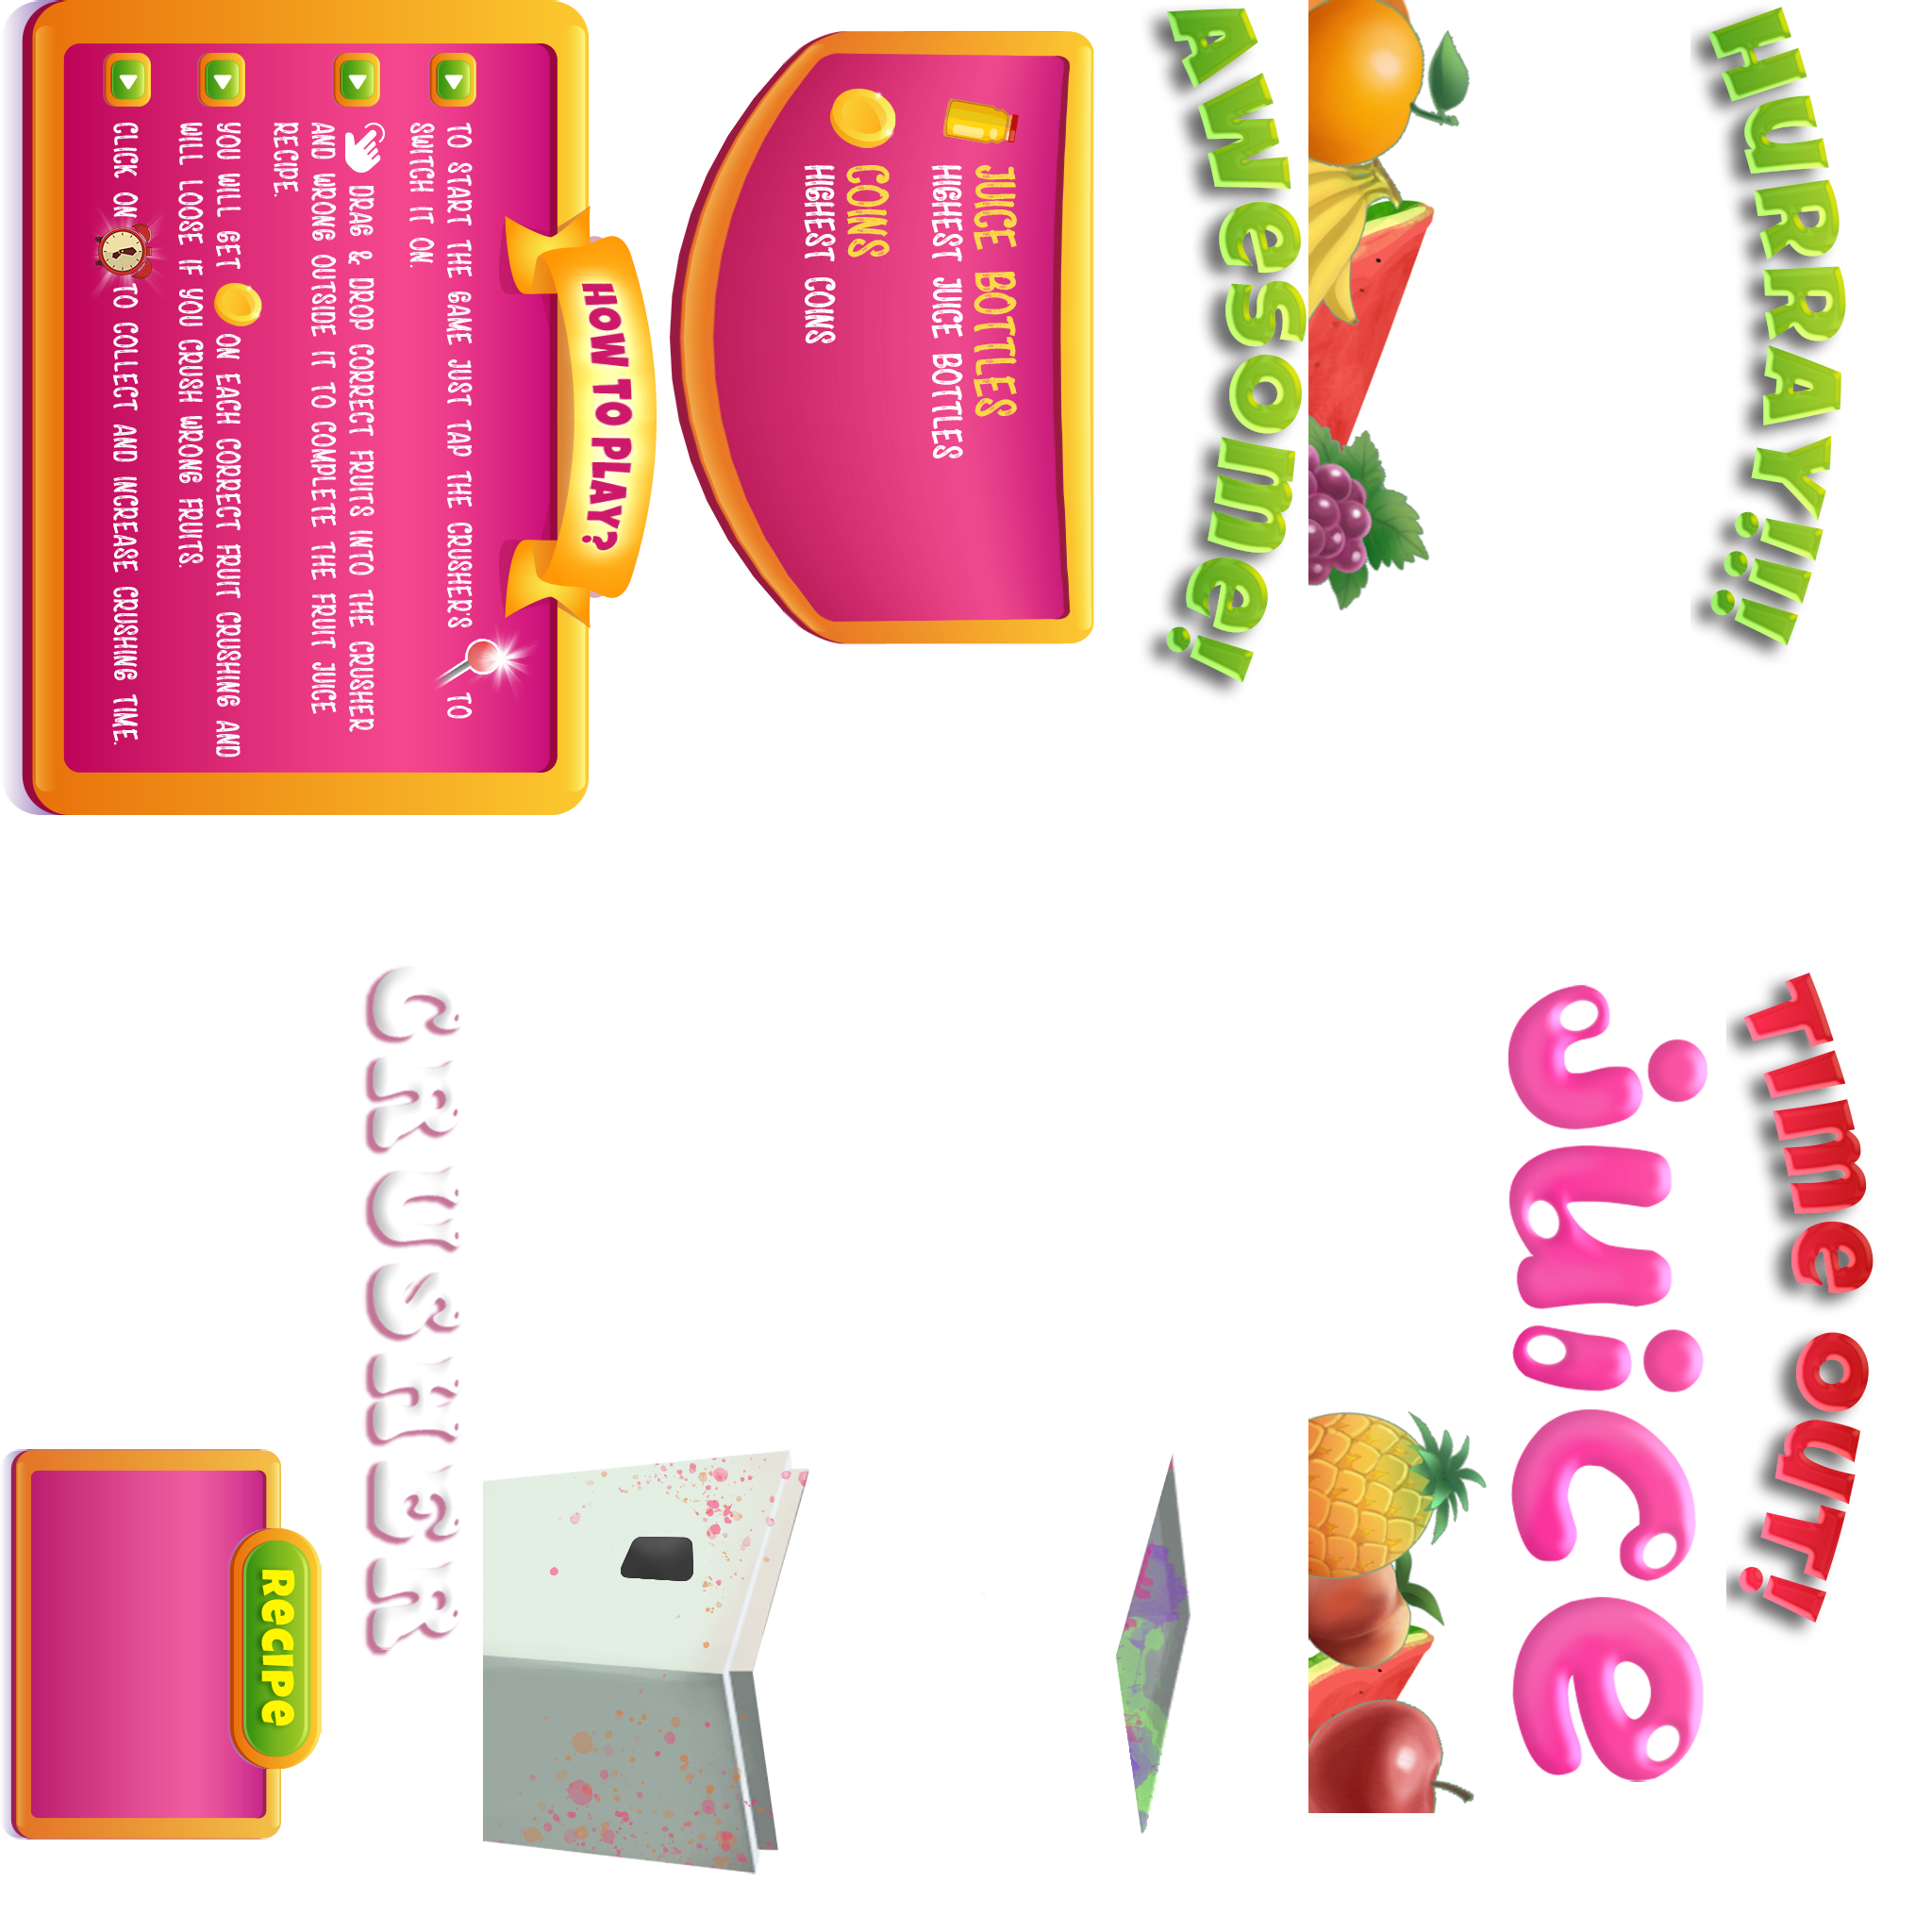 HOW TO PLAY?
TO START THE GAME JUST TAP THE CRUSHER'S TO
SWITCH IT ON.
DRAG & DROP CORRECT FRUITS INTO THE CRUSHER
AND WRONG OUTSIDE IT TO COMPLETE THE FRUIT JUICE
RECIPE.
YOU WILL GET ON EACH CORRECT FRUIT CRUSHING AND
WILL LOOSE IF YOU CRUSH WRONG FRUITS.
CLICK ON TO COLLECT AND INCREASE CRUSHING TIME.
JUICE BOTTLES
HIGHEST JUICE BOTTLES
COINS
HIGHEST COINS
AWesome!
HURRAY!!!
Time ouT!
juice
CRUSHER
Recipe